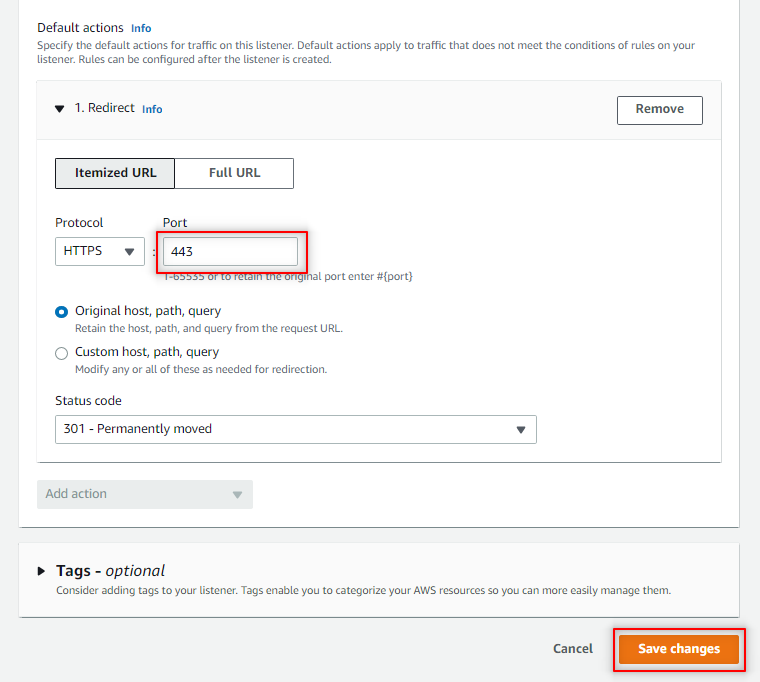 Default actions Info
Specify the default actions for traffic on this listener. Default actions apply to traffic that does not meet the conditions of rules on your
listener. Rules can be configured after the listener is created.
1. Redirect Info
Remove
Itemized URL Full URL
Protocol Port
HTTPS : 443
1-65535 or to retain the original port enter #{port}
Original host, path, query
Retain the host, path, and query from the request URL.
Custom host, path, query
Modify any or all of these as needed for redirection.
Status code
301 - Permanently moved
Add action
Tags - optional
Consider adding tags to your listener. Tags enable you to categorize your AWS resources so you can more easily manage them.
Cancel Save changes